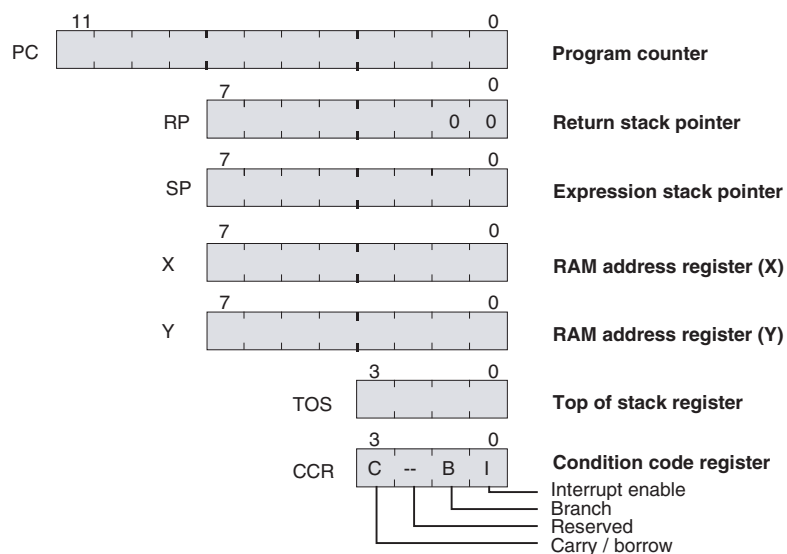 11 0
PC Program counter
7 0
RP 0 0 Return stack pointer
7 0
SP Expression stack pointer
7 0
X RAM address register (X)
7 0
Y RAM address register (Y)
3 0
TOS Top of stack register
3 0
CCR C -- B I Condition code register
Interrupt enable
Branch
Reserved
Carry / borrow